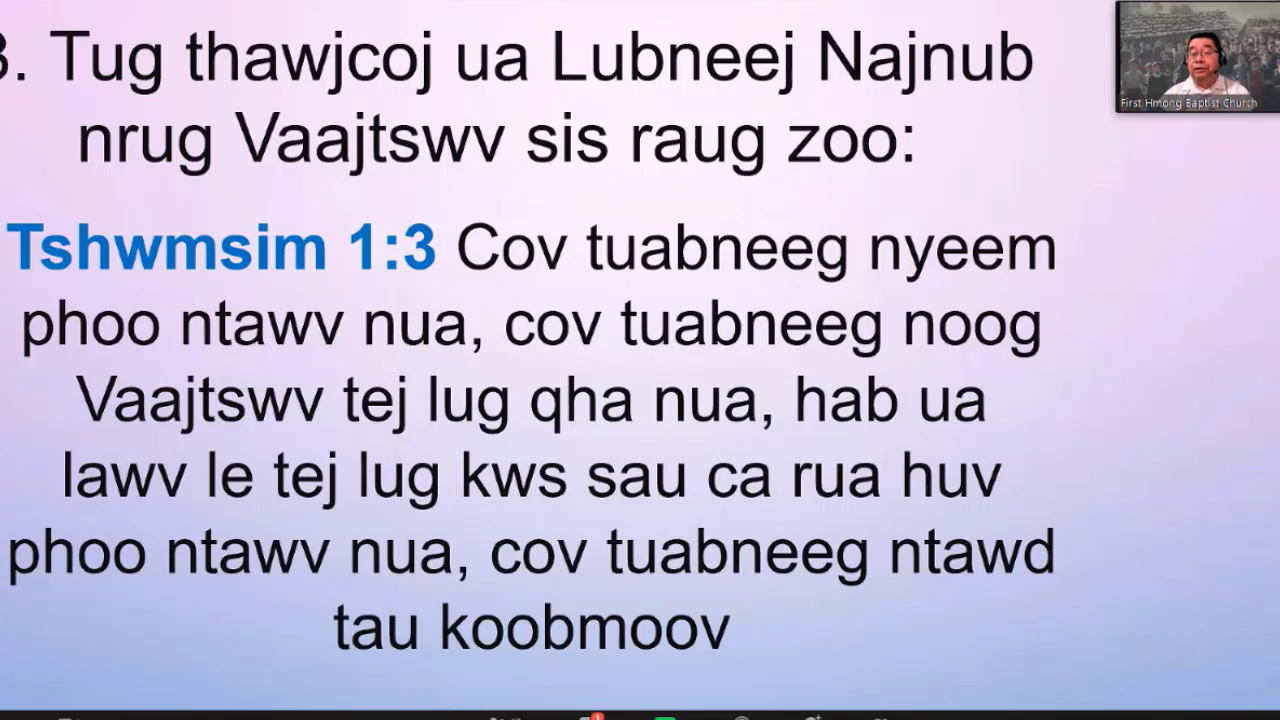 3. Tug thawjcoj ua Lubneej Najnub
nrug Vaajtswv sis raug zoo:
Tshwmsim 1:3 Cov tuabneeg nyeem
phoo ntawv nua, cov tuabneeg noog
Vaajtswv tej lug qha nua, hab ua
lawv le tej lug kws sau ca rua huv
phoo ntawv nua, cov tuabneeg ntawd
tau koobmoov
First Hmong Baptist Church
1